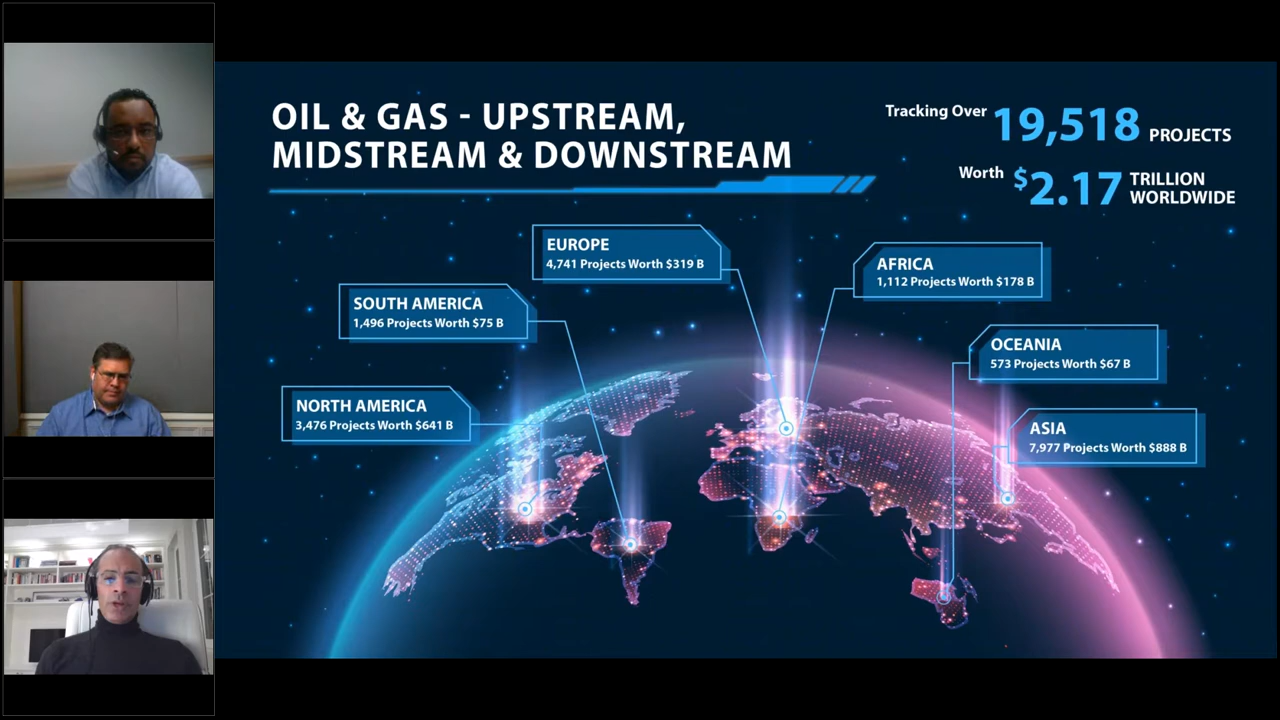 OIL & GAS - UPSTREAM,
MIDSTREAM & DOWNSTREAM
Tracking Over 19,518 PROJECTS
Worth $2.17 TRILLION
WORLDWIDE
EUROPE
4,741 Projects Worth $319 B
AFRICA
1,112 Projects Worth $178 B
SOUTH AMERICA
1,496 Projects Worth $75 B
OCEANIA
573 Projects Worth $67 B
NORTH AMERICA
3,476 Projects Worth $641 B
ASIA
7,977 Projects Worth $888 B